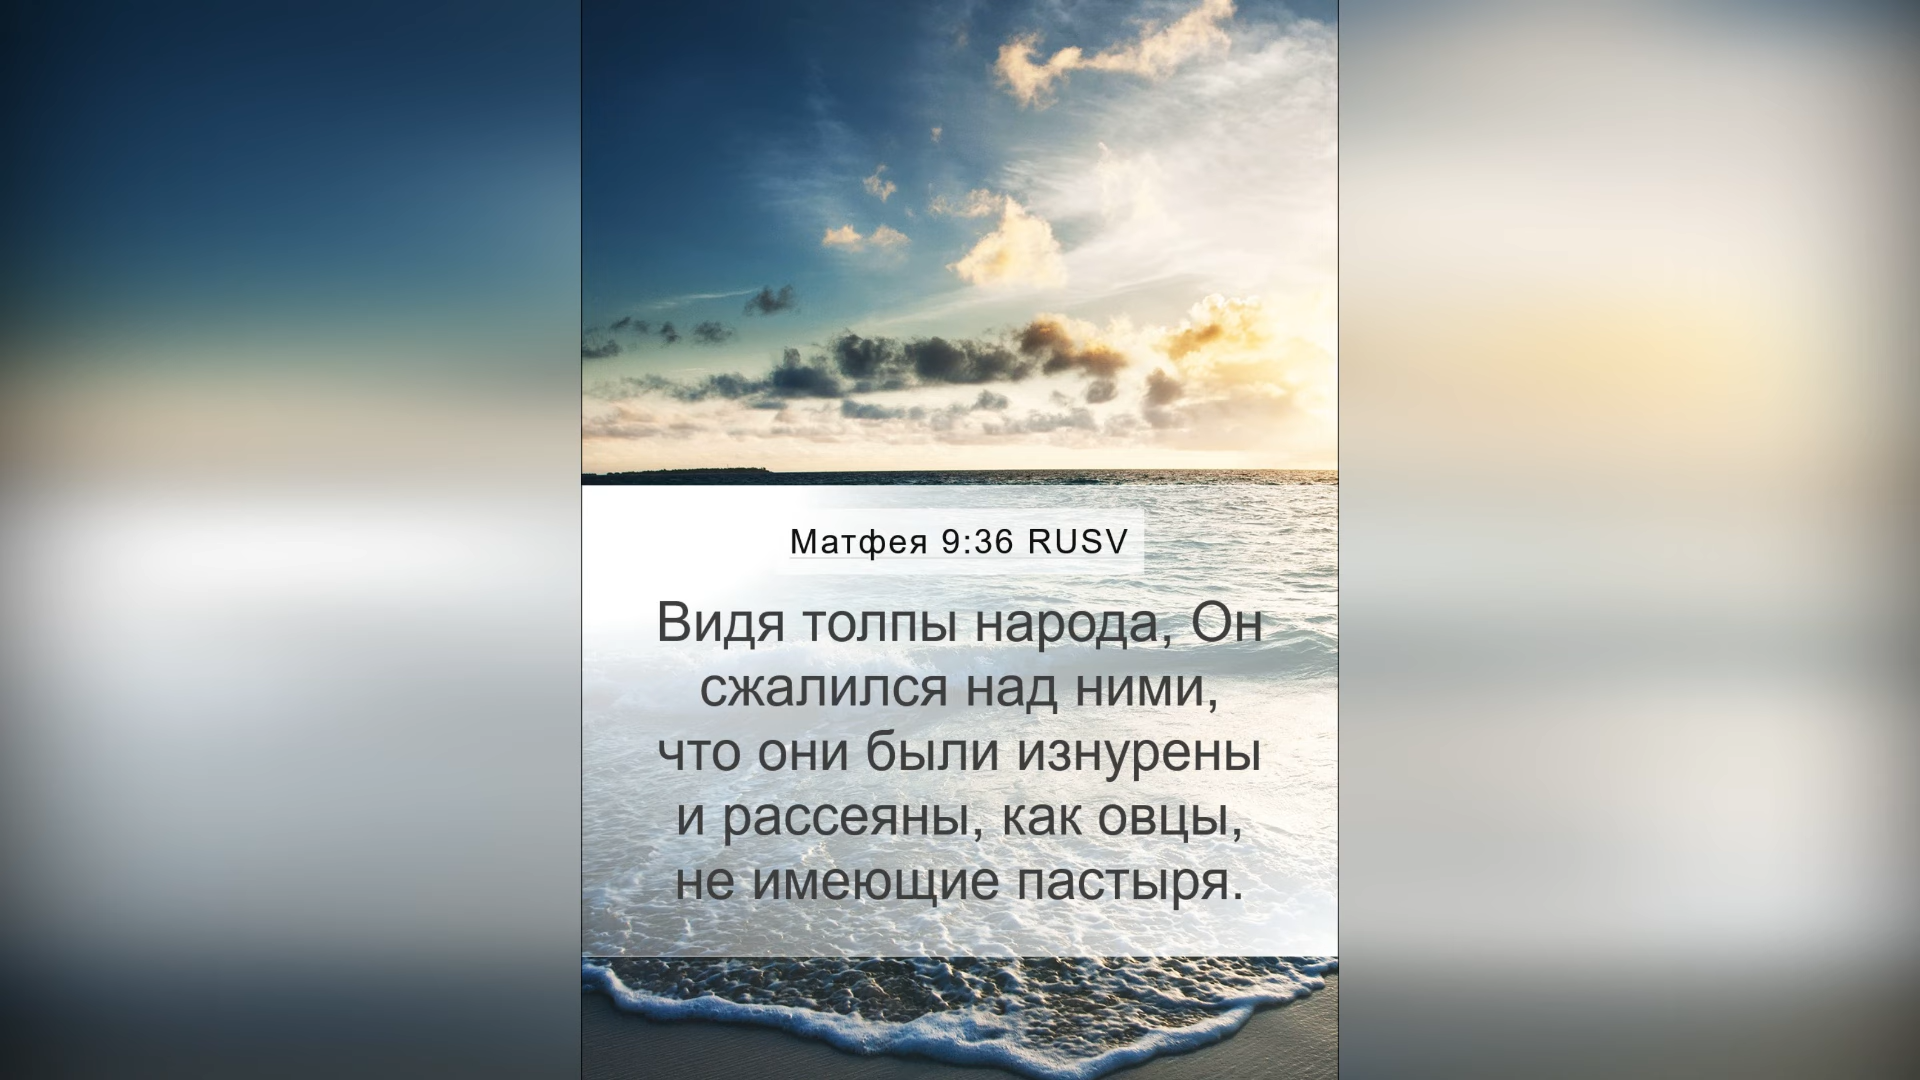 Матфея 9:36 RUSV
Видя толпы народа, Он
сжалился над ними,
что они были изнурены
и рассеяны, как овцы,
не имеющие пастыря.